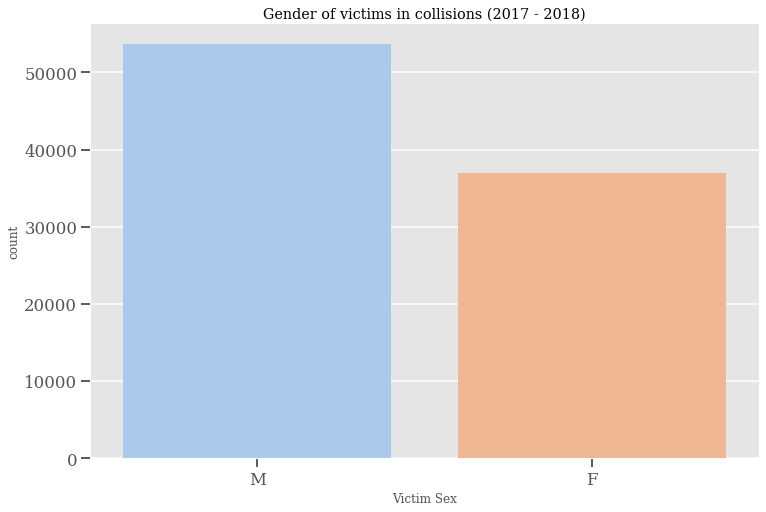 Gender of victims in collisions (2017 - 2018)
50000
40000
30000
20000
10000
0
count
M
F
Victim Sex